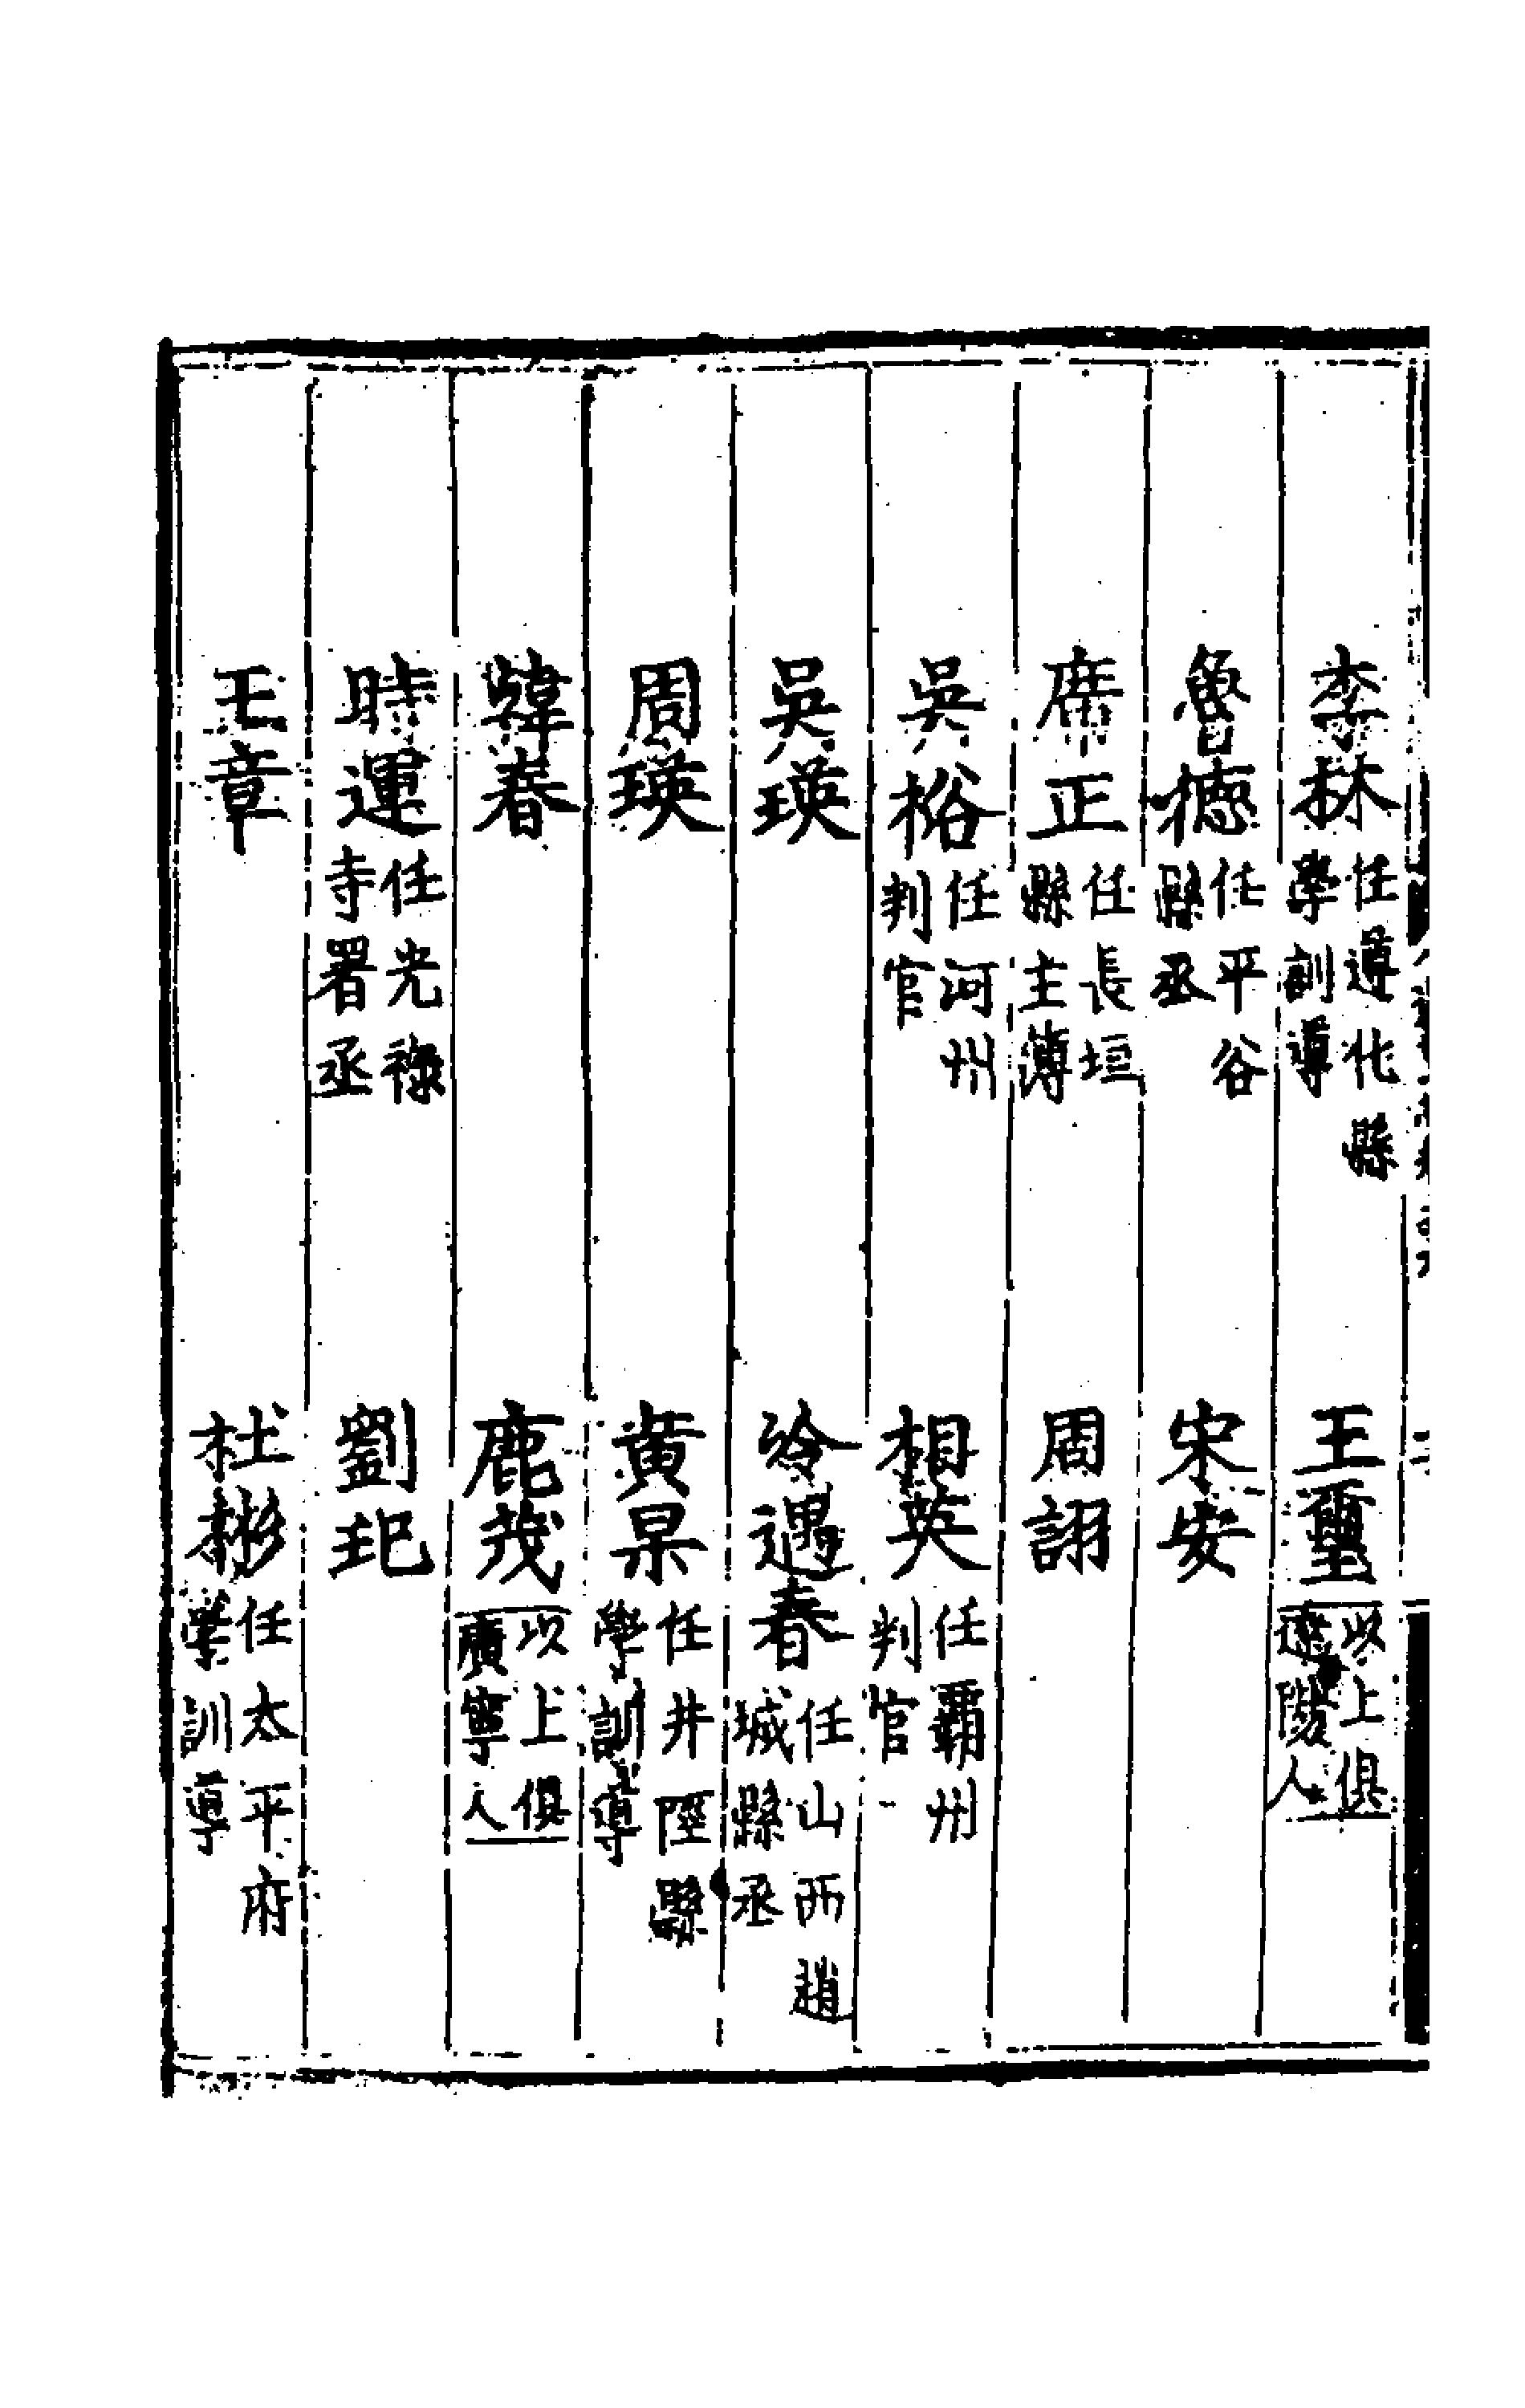 李林任遵化縣學訓導 王璽以上俱遼陽人
魯德任平谷縣丞 宋安
席正任長垣縣主薄 周詡
吳裕任河州判官 相英任霸州判官
吳瑛 冷遇春任山西趙城縣丞
周瑛 黃杲任井陘縣學訓導
韓春 鹿茂以上俱廣寧人
時運任光祿寺署丞 劉玘
王章 杜彬任太平府學訓導